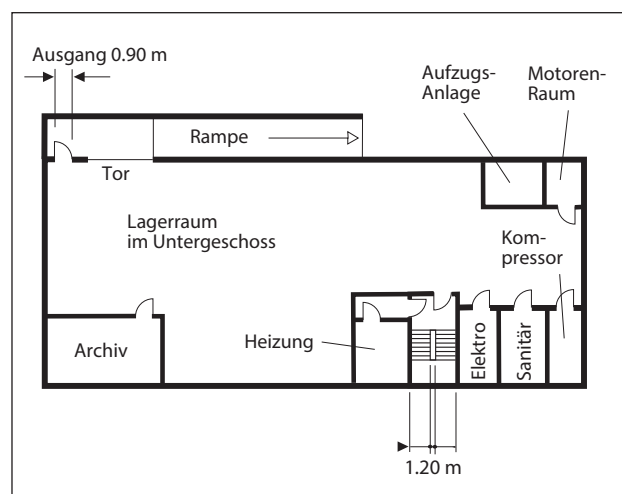 Ausgang 0.90 m
Aufzugs-
Anlage
Motoren-
Raum
Rampe
Tor
Lagerraum
im Untergeschoss
Kom-
pressor
Archiv
Heizung
Elektro
Sanitär
1.20 m